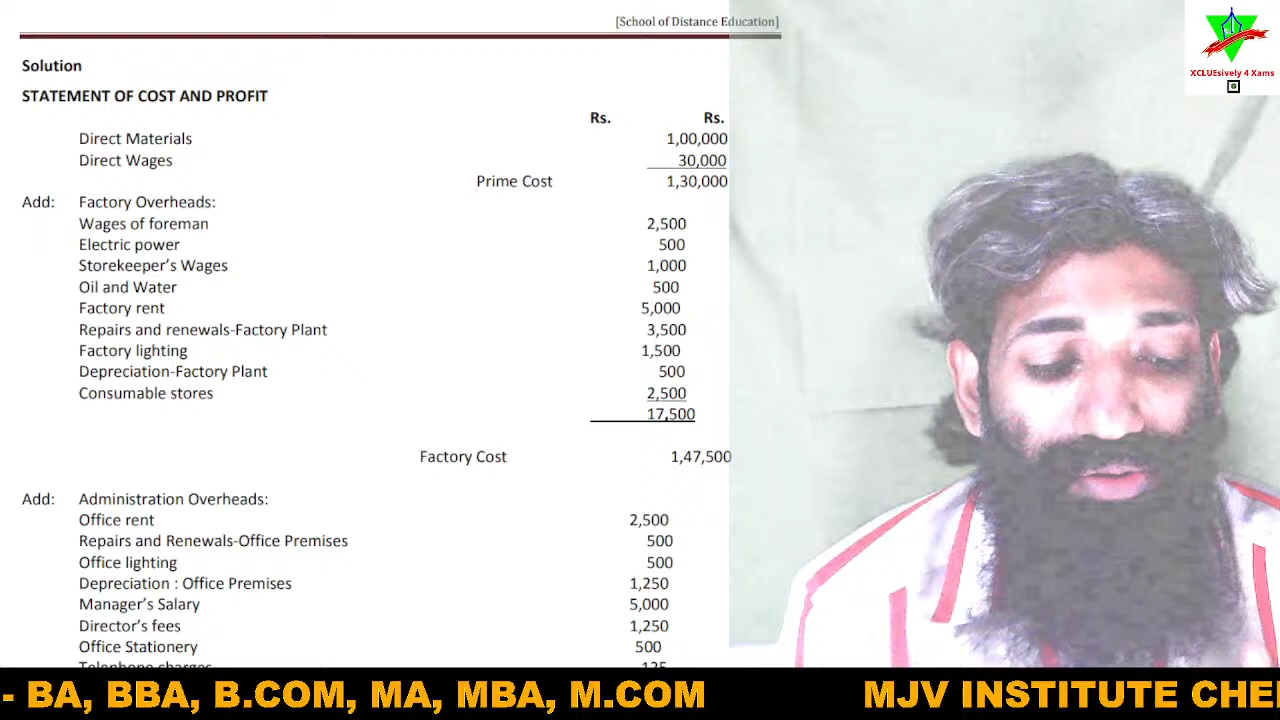 [School of Distance Education]
XCLUEsively 4 Xams
Solution
STATEMENT OF COST AND PROFIT
Rs. Rs.
Direct Materials 1,00,000
Direct Wages 30,000
Prime Cost 1,30,000
Add: Factory Overheads:
Wages of foreman 2,500
Electric power 500
Storekeeper's Wages 1,000
Oil and Water 500
Factory rent 5,000
Repairs and renewals-Factory Plant 3,500
Factory lighting 1,500
Depreciation-Factory Plant 500
Consumable stores 2,500
17,500
Factory Cost 1,47,500
Add: Administration Overheads:
Office rent 2,500
Repairs and Renewals-Office Premises 500
Office lighting 500
Depreciation : Office Premises 1,250
Manager's Salary 5,000
Director's fees 1,250
Office Stationery 500
Telephone charges 125
- BA, BBA, B.COM, MA, MBA, M.COM MJV INSTITUTE CHE